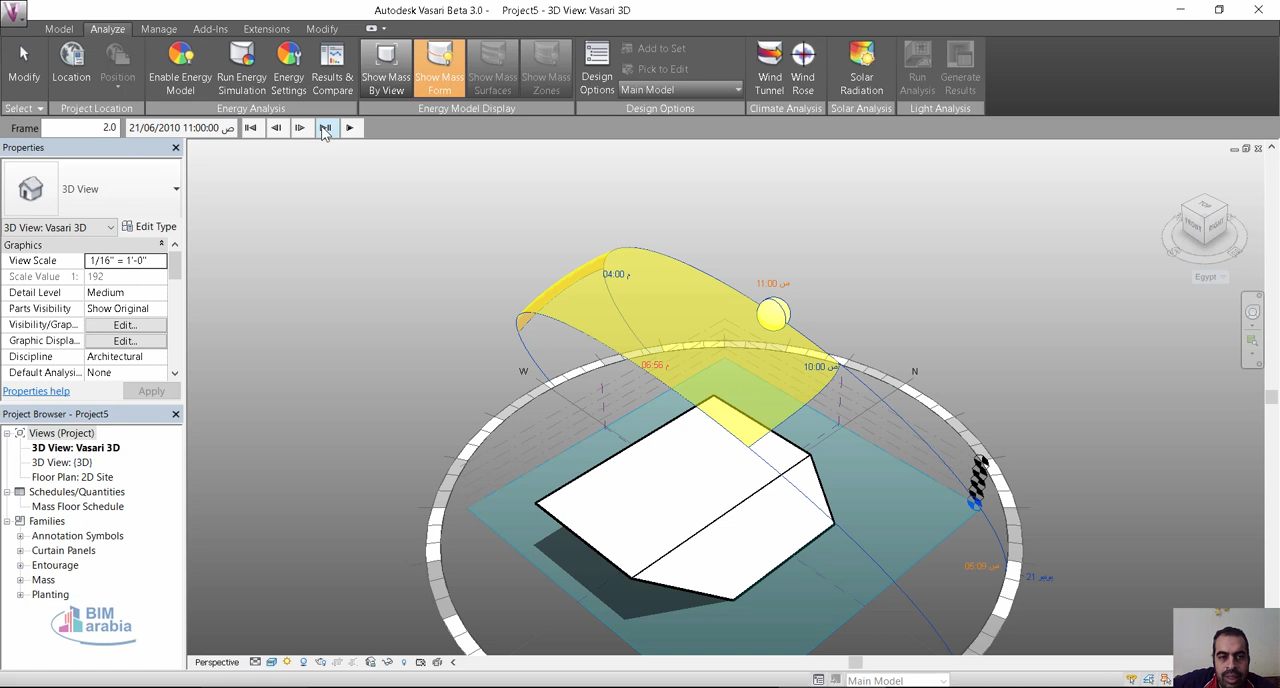 Autodesk Vasari Beta 3.0 -    Project5 - 3D View: Vasari 3D
Model Analyze Manage Add-Ins Extensions Modify
Modify Location Position Enable Energy Model Run Energy Simulation Energy Settings Results & Compare Show Mass By View Show Mass Form Show Mass Surfaces Show Mass Zones Design Options Add to Set Pick to Edit Main Model Wind Tunnel Wind Rose Solar Radiation Run Analysis Generate Results
Select Project Location Energy Analysis Energy Model Display Design Options Climate Analysis Solar Analysis Light Analysis
Frame 2.0 21/06/2010 11:00:00 ص
Properties
3D View
3D View: Vasari 3D Edit Type
Graphics
View Scale 1/16" = 1'-0"
Scale Value 1: 192
Detail Level Medium
Parts Visibility Show Original
Visibility/Grap... Edit...
Graphic Displa... Edit...
Discipline Architectural
Default Analysi... None
Properties help Apply
Project Browser - Project5
Views (Project)
3D View: Vasari 3D
3D View: {3D}
Floor Plan: 2D Site
Schedules/Quantities
Mass Floor Schedule
Families
Annotation Symbols
Curtain Panels
Entourage
Mass
Planting
BIM
arabia
TOP
FRONT RIGHT
Egypt
04:00 م
11:00 ص
06:56 م
10:00 ص
W
N
21 يونيو
Perspective
Main Model